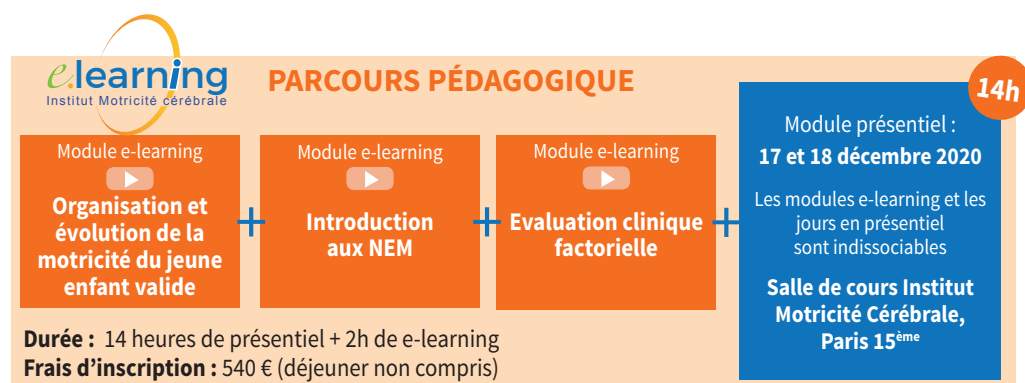 e.learning
Institut Motricité cérébrale
PARCOURS PÉDAGOGIQUE
14h
Module e-learning
Organisation et
évolution de la
motricité du jeune
enfant valide
+
Module e-learning
Introduction
aux NEM
+
Module e-learning
Evaluation clinique
factorielle
+
Module présentiel :
17 et 18 décembre 2020
Les modules e-learning et les
jours en présentiel
sont indissociables
Salle de cours Institut
Motricité Cérébrale,
Paris 15ème
Durée : 14 heures de présentiel + 2h de e-learning
Frais d'inscription : 540 € (déjeuner non compris)